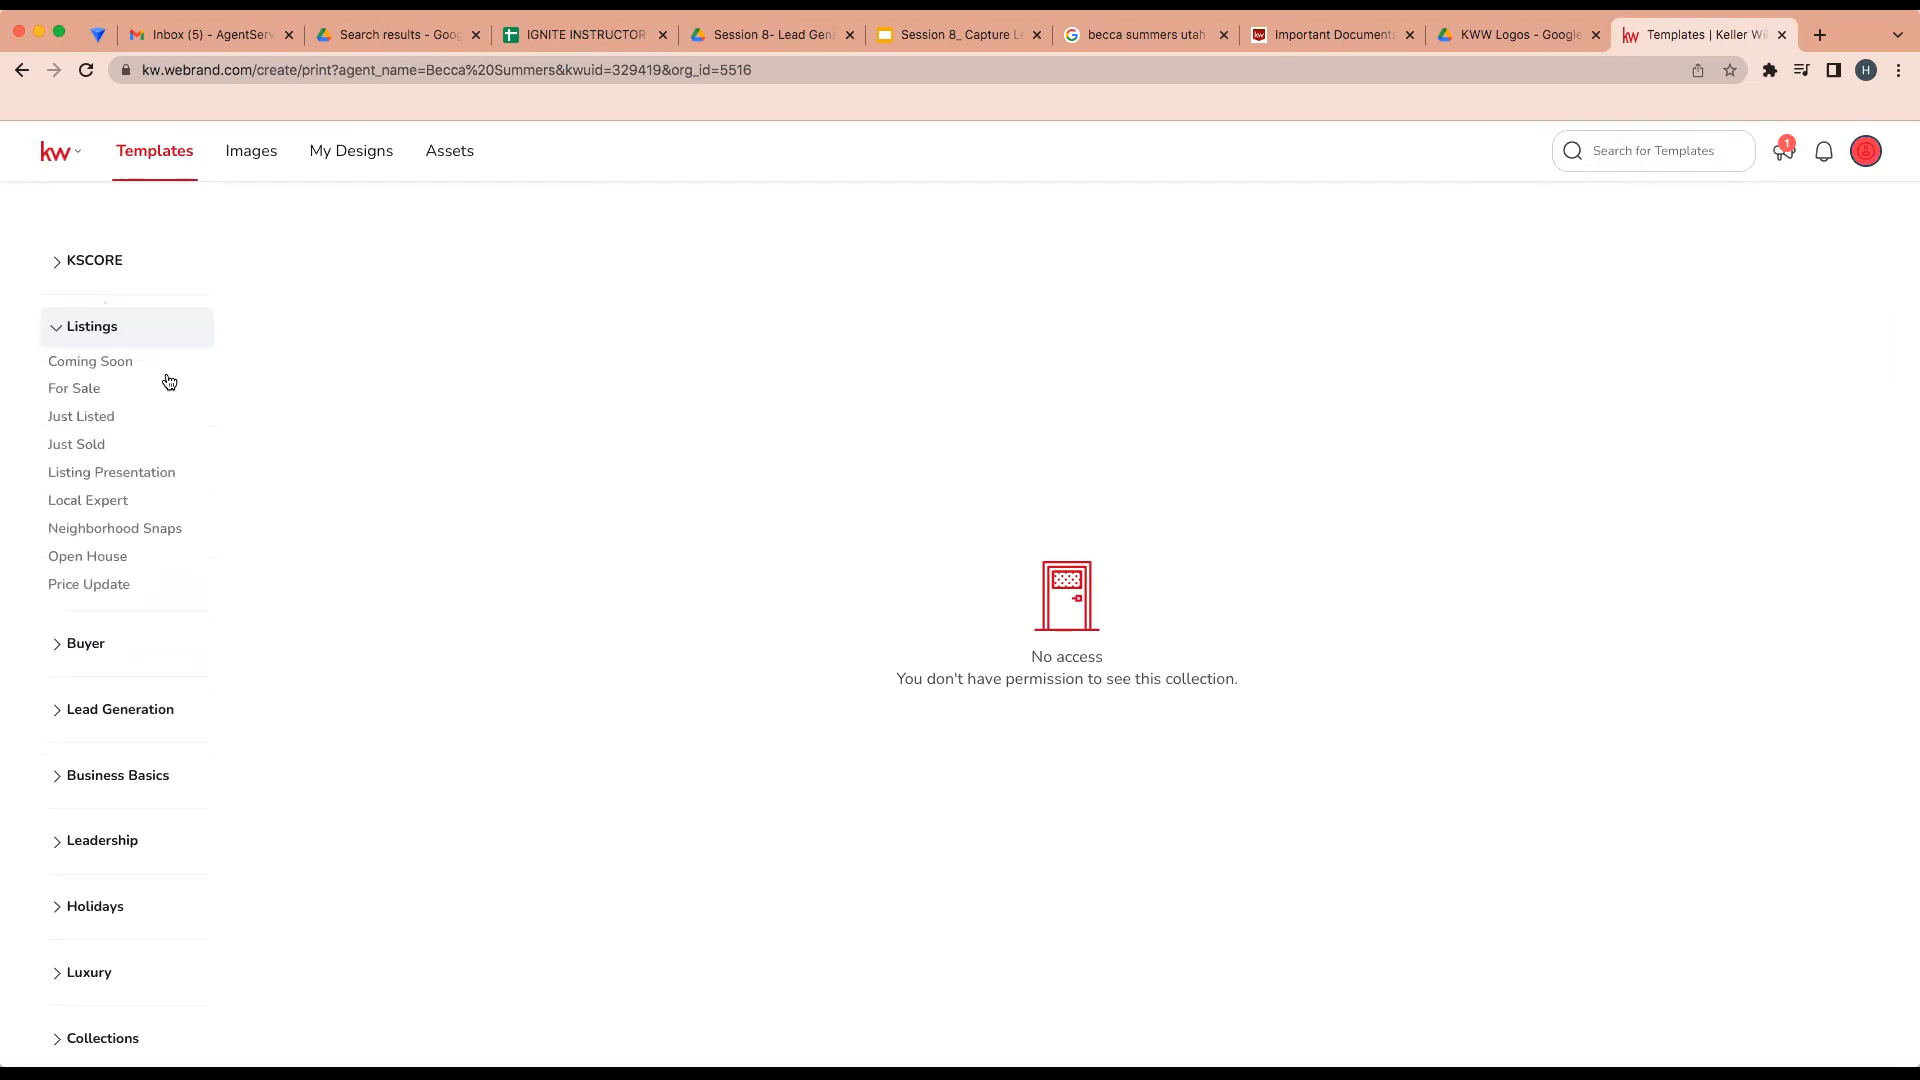 Inbox (5) - AgentServ
Search results - Goog
IGNITE INSTRUCTOR
Session 8- Lead Gen
Session 8_ Capture Le
becca summers utah
Important Documents
KWW Logos - Google
Templates | Keller Wil
kw.webrand.com/create/print?agent_name=Becca%20Summers&kwuid=329419&org_id=5516
H
kw
Templates
Images
My Designs
Assets
Search for Templates
1
KSCORE
Listings
Coming Soon
For Sale
Just Listed
Just Sold
Listing Presentation
Local Expert
Neighborhood Snaps
Open House
Price Update
Buyer
Lead Generation
Business Basics
Leadership
Holidays
Luxury
Collections
No access
You don't have permission to see this collection.